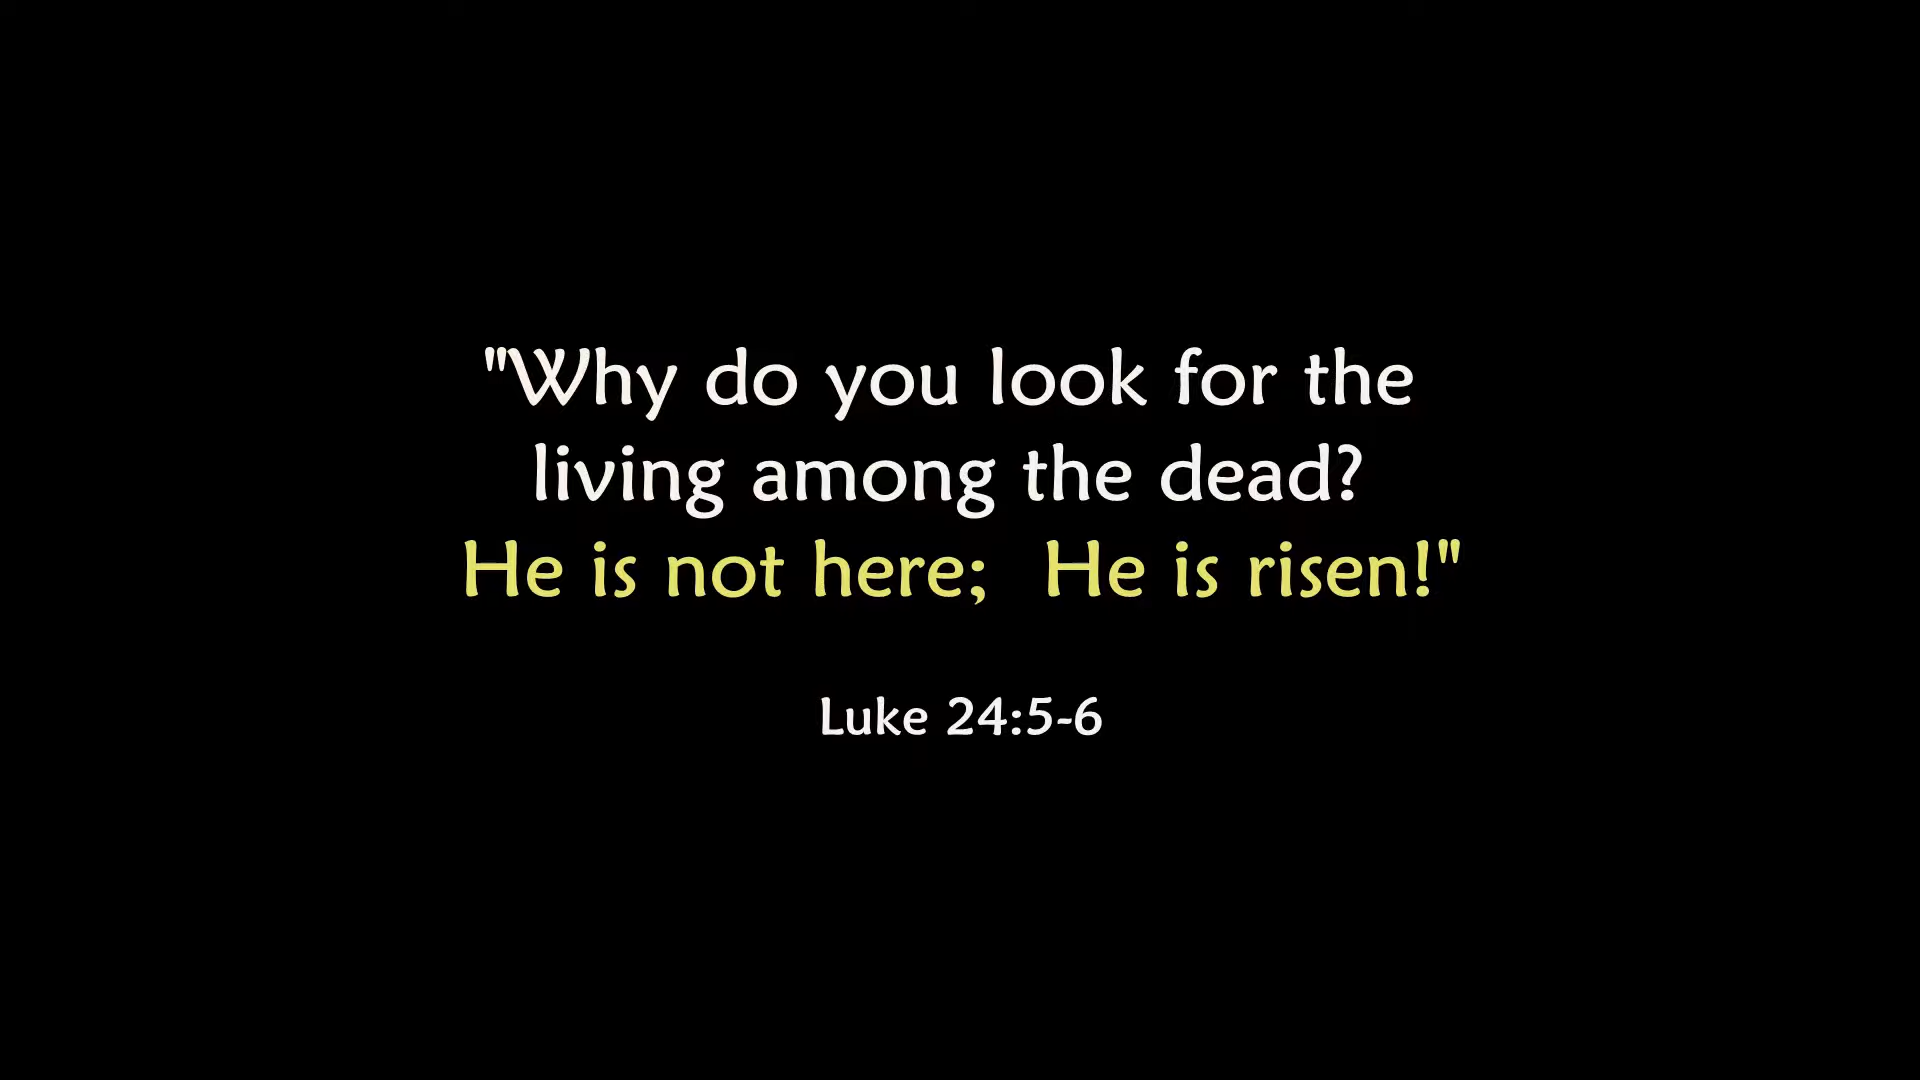 "Why do you look for the
living among the dead?
He is not here;  He is risen!"
Luke 24:5-6